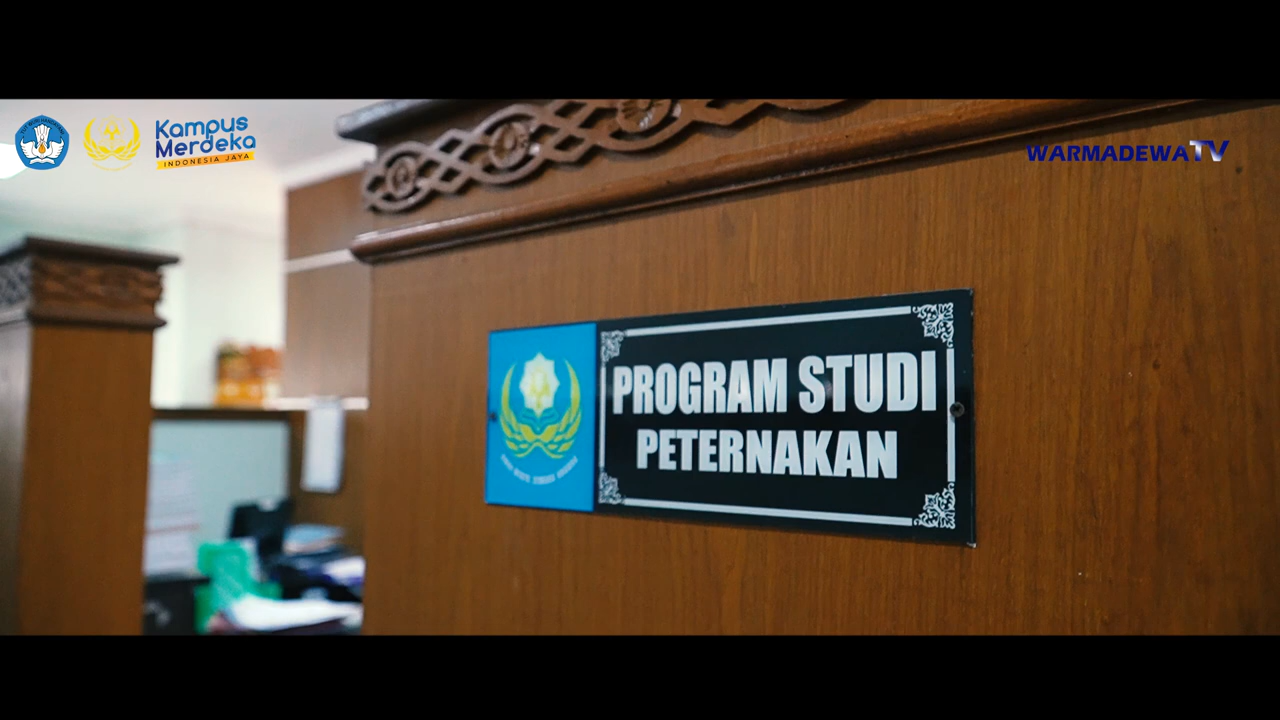 Kampus
Merdeka
INDONESIA JAYA
WARMADEWATV
PROGRAM STUDI
PETERNAKAN